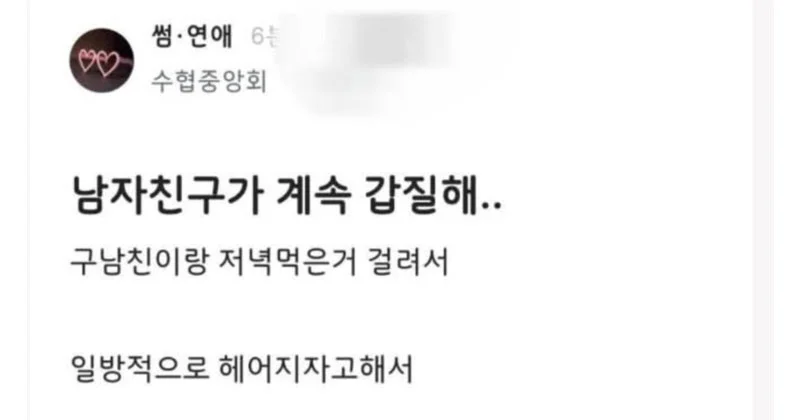 썸·연애 6분
수협중앙회
남자친구가 계속 갑질해..
구남친이랑 저녁먹은거 걸려서
일방적으로 헤어지자고해서